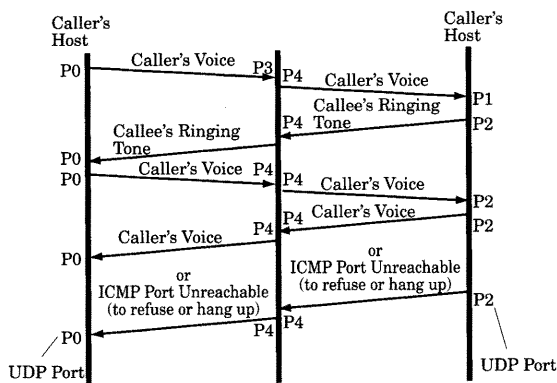 Caller's
Host
Caller's
Host
Caller's Voice
P0
P3
P4
Caller's Voice
P1
Callee's Ringing
Tone
P4
P2
Callee's Ringing
Tone
P0
P0
Caller's Voice
P4
P4
Caller's Voice
P2
Caller's Voice
P4
P2
Caller's Voice
P4
P0
or
ICMP Port Unreachable
(to refuse or hang up)
P2
or
ICMP Port Unreachable
(to refuse or hang up)
P4
P4
P0
UDP Port
UDP Port